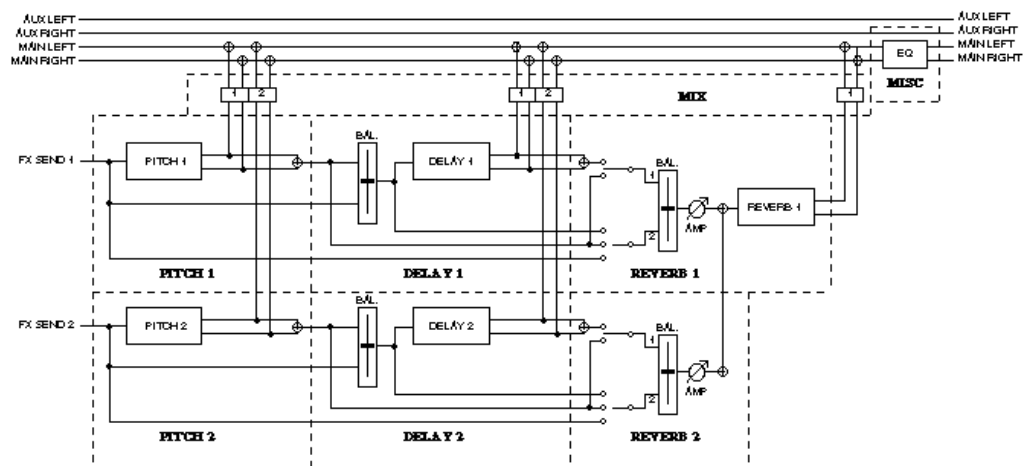 AUX LEFT
AUX RIGHT
MAIN LEFT
MAIN RIGHT
AUX LEFT
AUX RIGHT
MAIN LEFT
MAIN RIGHT
EQ
MISC
1 2
1 2
MIX
1
FX SEND 1
PITCH 1
BAL.
DELAY 1
BAL.
1
2
AMP
REVERB 1
PITCH 1
DELAY 1
REVERB 1
FX SEND 2
PITCH 2
BAL.
DELAY 2
BAL.
1
2
AMP
PITCH 2
DELAY 2
REVERB 2